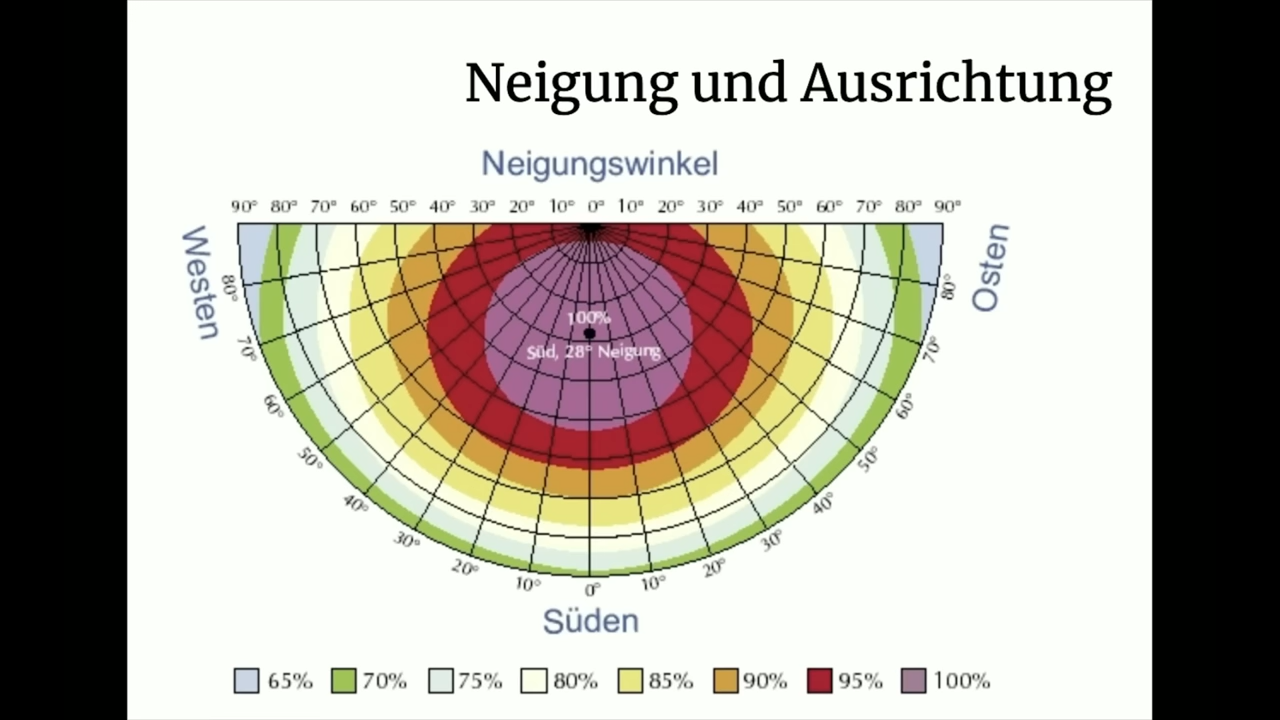 Neigung und Ausrichtung
Neigungswinkel
90° 80° 70° 60° 50° 40° 30° 20° 10° 0° 10° 20° 30° 40° 50° 60° 70° 80° 90°
Westen
Osten
80°
80°
70°
70°
60°
60°
50°
50°
40°
40°
30°
30°
20°
20°
10°
10°
0°
100%
Süd, 28° Neigung
Süden
65% 70% 75% 80% 85% 90% 95% 100%